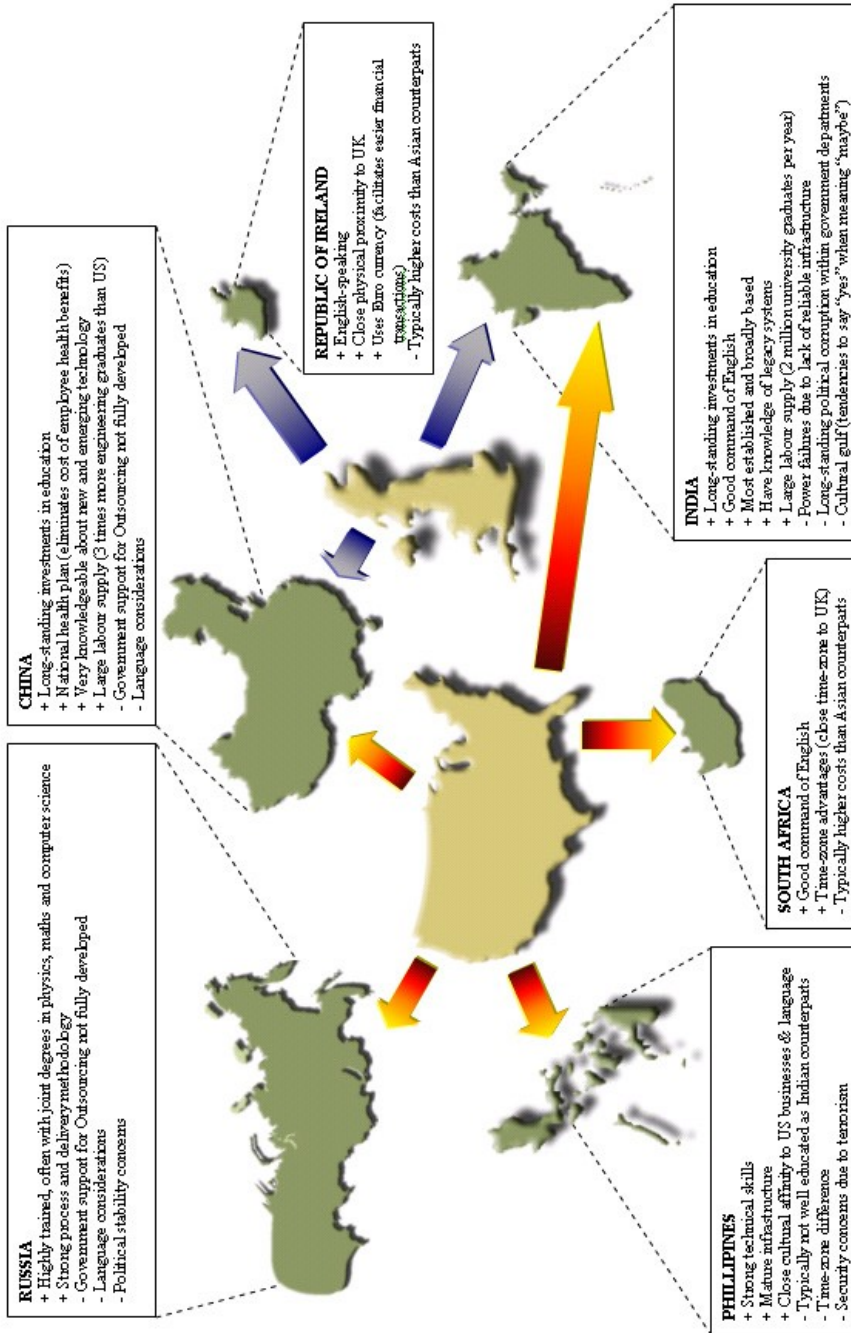 RUSSIA
+ Highly trained, often with joint degrees in physics, maths and computer science
+ Strong process and delivery methodology
- Government support for Outsourcing not fully developed
- Language considerations
- Political stability concerns
CHINA
+ Long-standing investments in education
+ National health plan (eliminates cost of employee health benefits)
+ Very knowledgeable about new and emerging technology
+ Large labour supply (3 times more engineering graduates than US)
- Government support for Outsourcing not fully developed
- Language considerations
REPUBLIC OF IRELAND
+ English-speaking
+ Close physical proximity to UK
+ Uses Euro currency (facilitates easier financial
transactions)
- Typically higher costs than Asian counterparts
PHILLIPINES
+ Strong technical skills
+ Mature infrastructure
+ Close cultural affinity to US businesses & language
- Typically not well educated as Indian counterparts
- Time-zone difference
- Security concerns due to terrorism
SOUTH AFRICA
+ Good command of English
+ Time-zone advantages (close time-zone to UK)
- Typically higher costs than Asian counterparts
INDIA
+ Long-standing investments in education
+ Good command of English
+ Most established and broadly based
+ Have knowledge of legacy systems
+ Large labour supply (2 million university graduates per year)
- Power failures due to lack of reliable infrastructure
- Long-standing political corruption within government departments
- Cultural gulf (tendencies to say "yes" when meaning "maybe")